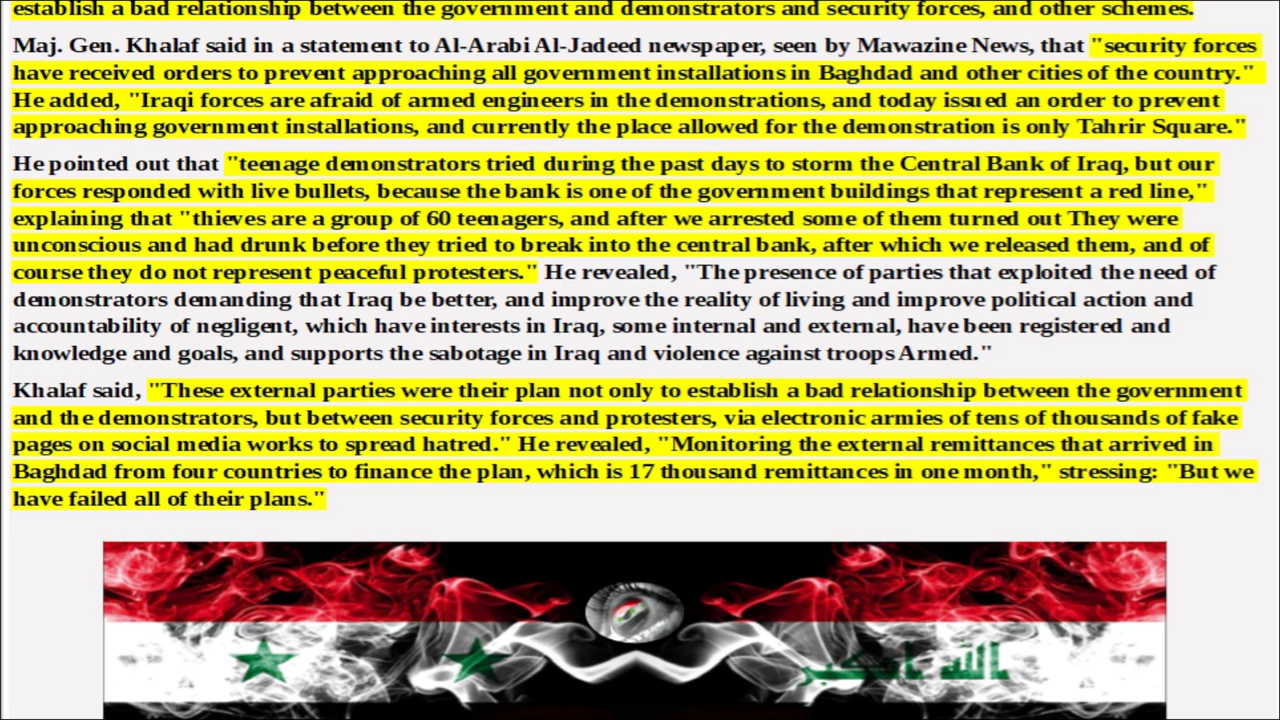 establish a bad relationship between the government and demonstrators and security forces, and other schemes.
Maj. Gen. Khalaf said in a statement to Al-Arabi Al-Jadeed newspaper, seen by Mawazine News, that "security forces
have received orders to prevent approaching all government installations in Baghdad and other cities of the country."
He added, "Iraqi forces are afraid of armed engineers in the demonstrations, and today issued an order to prevent
approaching government installations, and currently the place allowed for the demonstration is only Tahrir Square."
He pointed out that "teenage demonstrators tried during the past days to storm the Central Bank of Iraq, but our
forces responded with live bullets, because the bank is one of the government buildings that represent a red line,"
explaining that "thieves are a group of 60 teenagers, and after we arrested some of them turned out They were
unconscious and had drunk before they tried to break into the central bank, after which we released them, and of
course they do not represent peaceful protesters." He revealed, "The presence of parties that exploited the need of
demonstrators demanding that Iraq be better, and improve the reality of living and improve political action and
accountability of negligent, which have interests in Iraq, some internal and external, have been registered and
knowledge and goals, and supports the sabotage in Iraq and violence against troops Armed."
Khalaf said, "These external parties were their plan not only to establish a bad relationship between the government
and the demonstrators, but between security forces and protesters, via electronic armies of tens of thousands of fake
pages on social media works to spread hatred." He revealed, "Monitoring the external remittances that arrived in
Baghdad from four countries to finance the plan, which is 17 thousand remittances in one month," stressing: "But we
have failed all of their plans."
الله اكبر